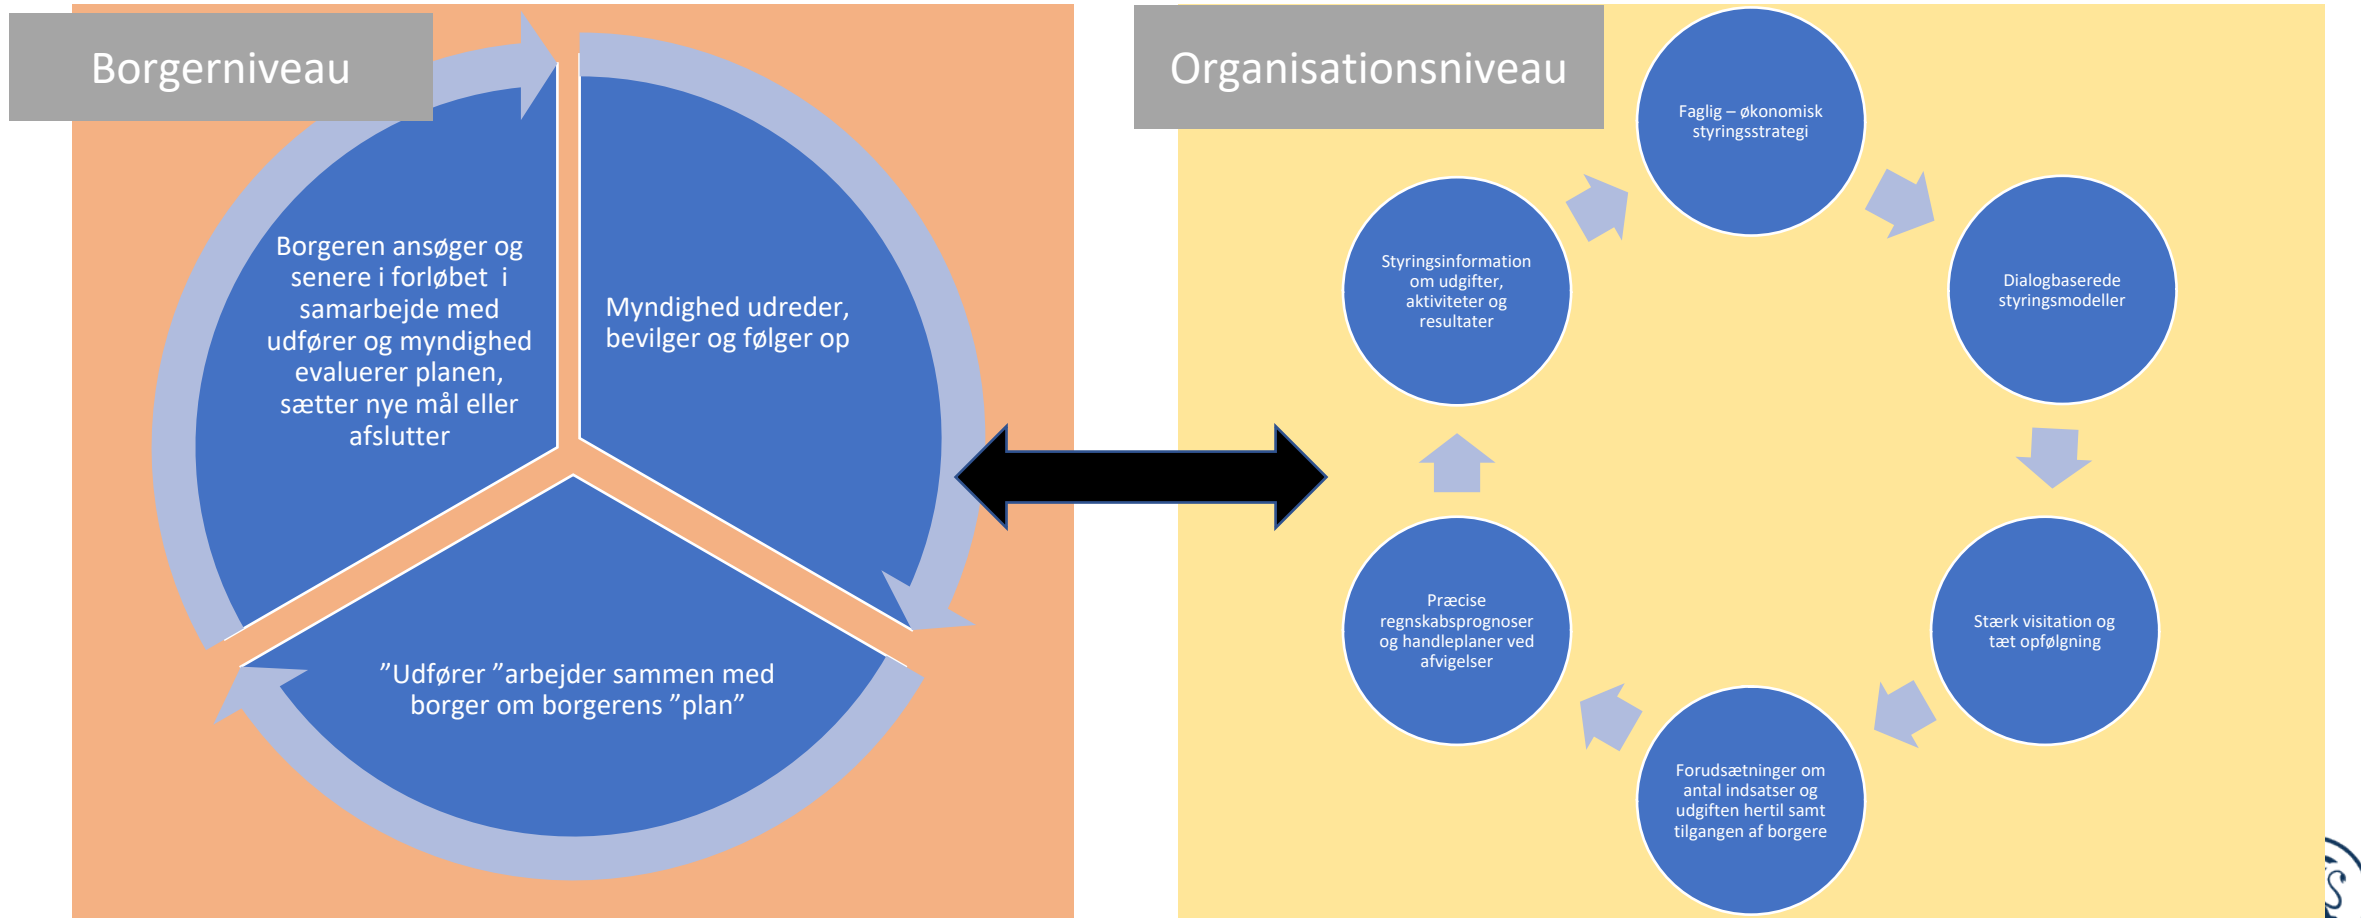 Borgerniveau
Borgeren ansøger og
senere i forløbet i
samarbejde med
udfører og myndighed
evaluerer planen,
sætter nye mål eller
afslutter
Myndighed udreder,
bevilger og følger op
”Udfører ”arbejder sammen med
borger om borgerens ”plan”
Organisationsniveau
Faglig – økonomisk
styringsstrategi
Dialogbaserede
styringsmodeller
Stærk visitation og
tæt opfølgning
Forudsætninger om
antal indsatser og
udgiften hertil samt
tilgangen af borgere
Præcise
regnskabsprognoser
og handleplaner ved
afvigelser
Styringsinformation
om udgifter,
aktiviteter og
resultater